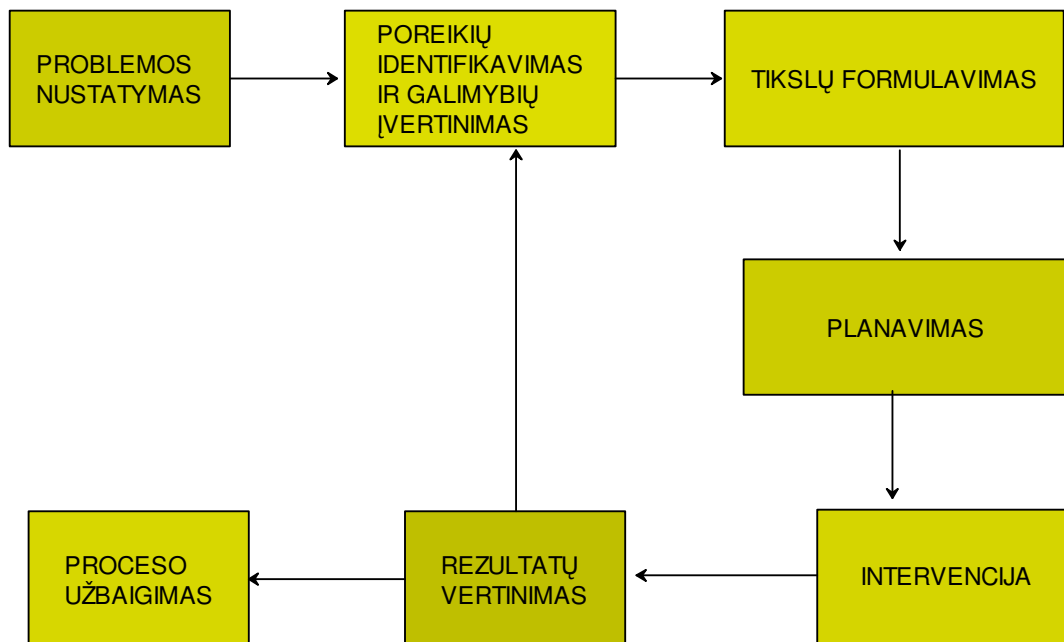 PROBLEMOS
NUSTATYMAS
POREIKIŲ
IDENTIFIKAVIMAS
IR GALIMYBIŲ
ĮVERTINIMAS
TIKSLŲ FORMULAVIMAS
PLANAVIMAS
INTERVENCIJA
REZULTATŲ
VERTINIMAS
PROCESO
UŽBAIGIMAS